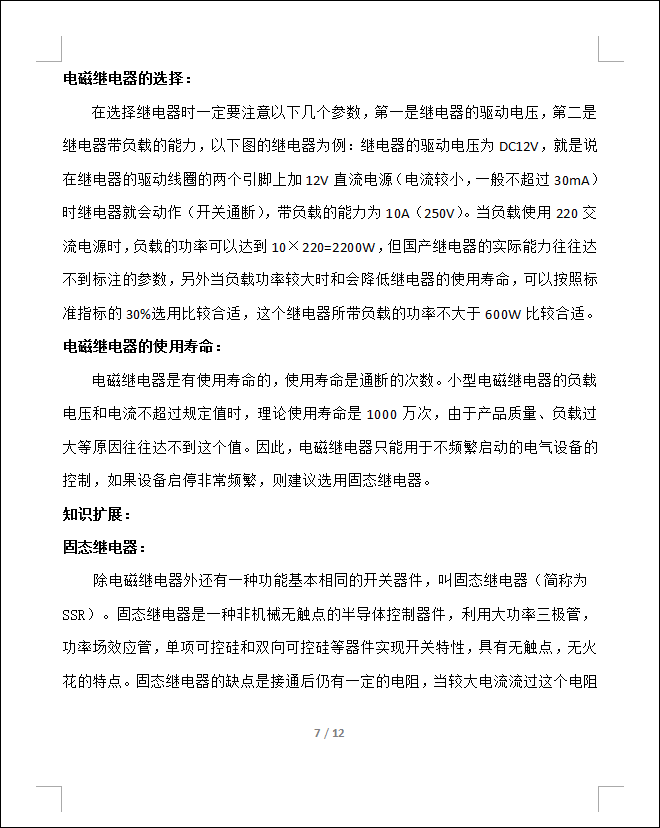 电磁继电器的选择：
在选择继电器时一定要注意以下几个参数，第一是继电器的驱动电压，第二是
继电器带负载的能力，以下图的继电器为例：继电器的驱动电压为 DC12V，就是说
在继电器的驱动线圈的两个引脚上加 12V 直流电源（电流较小，一般不超过 30mA）
时继电器就会动作（开关通断），带负载的能力为 10A（250V）。当负载使用 220 交
流电源时，负载的功率可以达到 10×220=2200W，但国产继电器的实际能力往往达
不到标注的参数，另外当负载功率较大时和会降低继电器的使用寿命，可以按照标
准指标的 30%选用比较合适，这个继电器所带负载的功率不大于 600W 比较合适。
电磁继电器的使用寿命：
电磁继电器是有使用寿命的，使用寿命是通断的次数。小型电磁继电器的负载
电压和电流不超过规定值时，理论使用寿命是 1000 万次，由于产品质量、负载过
大等原因往往达不到这个值。因此，电磁继电器只能用于不频繁启动的电气设备的
控制，如果设备启停非常频繁，则建议选用固态继电器。
知识扩展：
固态继电器：
除电磁继电器外还有一种功能基本相同的开关器件，叫固态继电器（简称为
SSR）。固态继电器是一种非机械无触点的半导体控制器件，利用大功率三极管，
功率场效应管，单项可控硅和双向可控硅等器件实现开关特性，具有无触点，无火
花的特点。固态继电器的缺点是接通后仍有一定的电阻，当较大电流流过这个电阻
7 / 12